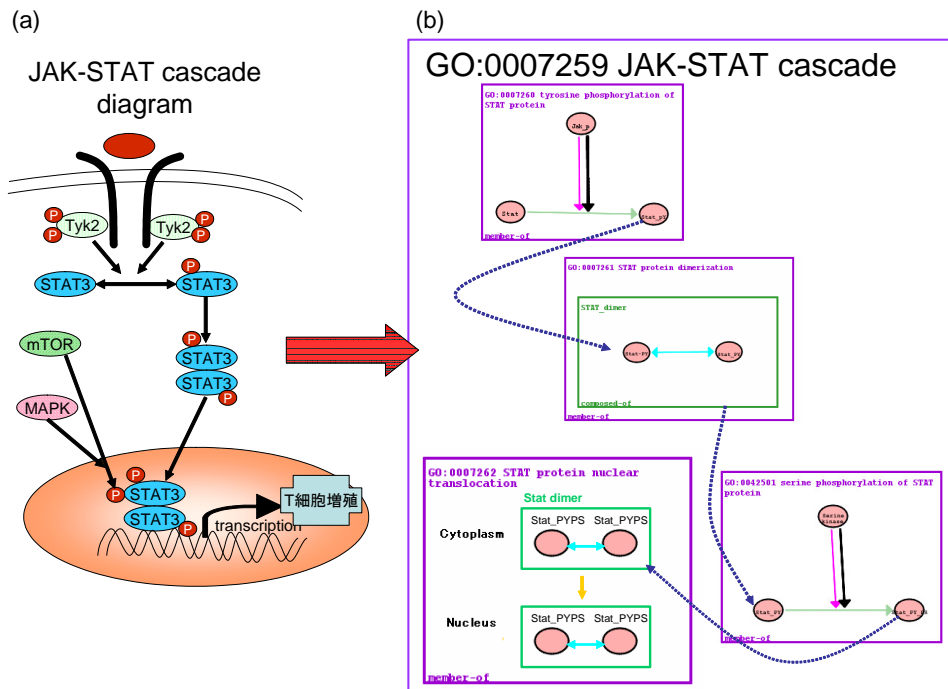 (a)
JAK-STAT cascade
diagram
P
P
Tyk2
Tyk2
P
P
STAT3
P
STAT3
mTOR
P
STAT3
STAT3
P
MAPK
P
P
STAT3
STAT3
P
transcription
T細胞増殖
(b)
GO:0007259 JAK-STAT cascade
GO:0007260 tyrosine phosphorylation of
STAT protein
Jak_p
Stat
Stat_pY
member-of
GO:0007261 STAT protein dimerization
STAT_dimer
Stat-PY
Stat_PY
composed-of
member-of
GO:0007262 STAT protein nuclear
translocation
Stat dimer
Stat_PYPS
Stat_PYPS
Cytoplasm
Stat_PYPS
Stat_PYPS
Nucleus
member-of
GO:0042501 serine phosphorylation of STAT
protein
Serine
kinase
Stat_PY
Stat_PY_PS
member-of